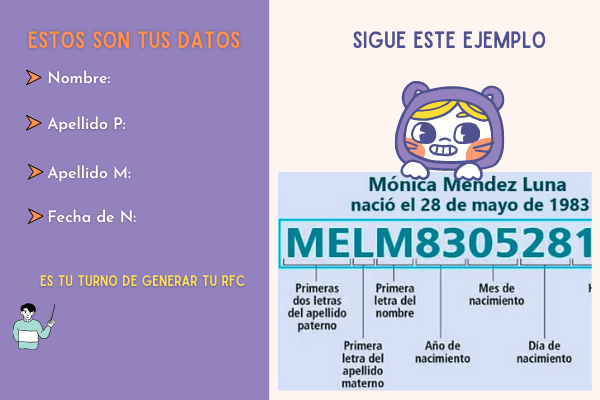 ESTOS SON TUS DATOS
Nombre:
Apellido P:
Apellido M:
Fecha de N:
ES TU TURNO DE GENERAR TU RFC
SIGUE ESTE EJEMPLO
Mónica Méndez Luna
nació el 28 de mayo de 1983
MELM8305281
Primeras
dos letras
del apellido
paterno
Primera
letra del
apellido
materno
Primera
letra del
nombre
Año de
nacimiento
Mes de
nacimiento
Día de
nacimiento